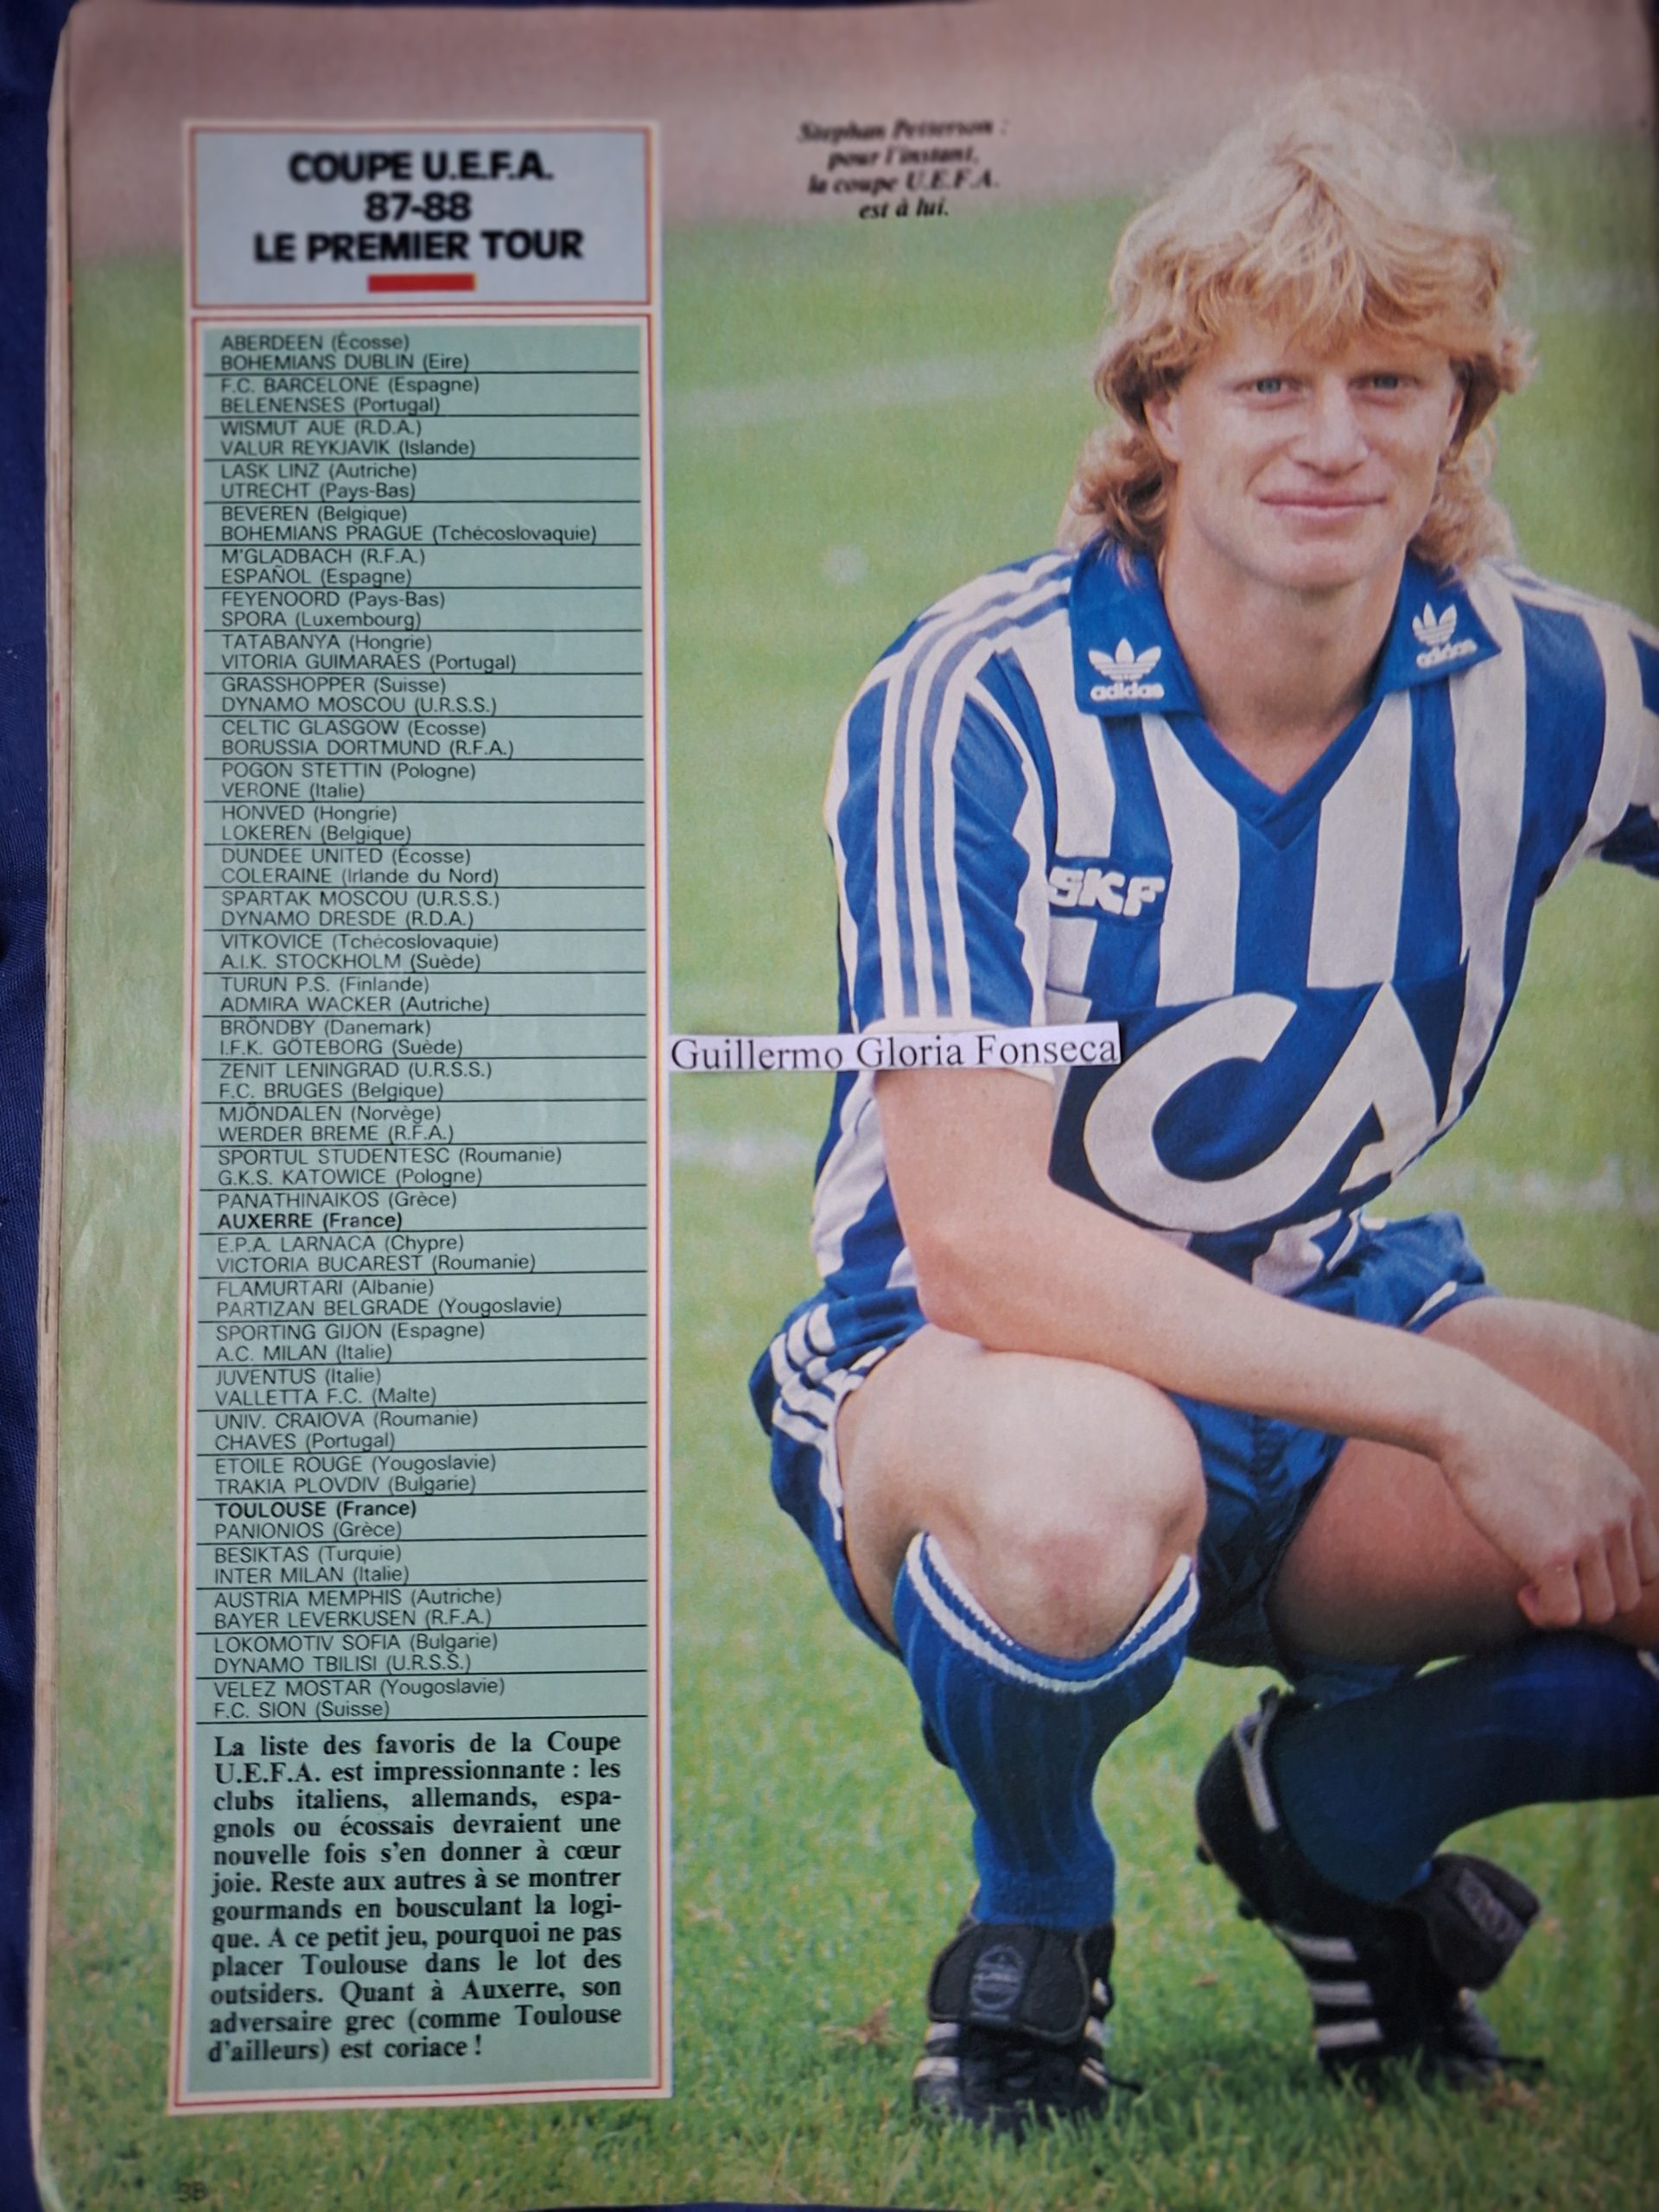 COUPE U.E.F.A.
87-88
LE PREMIER TOUR
Stephan Petterson :
pour l'instant,
la coupe U.E.F.A.
est à lui.
ABERDEEN (Écosse)
BOHEMIANS DUBLIN (Eire)
F.C. BARCELONE (Espagne)
BELENENSES (Portugal)
WISMUT AUE (R.D.A.)
VALUR REYKJAVIK (Islande)
LASK LINZ (Autriche)
UTRECHT (Pays-Bas)
BEVEREN (Belgique)
BOHEMIANS PRAGUE (Tchécoslovaquie)
M'GLADBACH (R.F.A.)
ESPAÑOL (Espagne)
FEYENOORD (Pays-Bas)
SPORA (Luxembourg)
TATABANYA (Hongrie)
VITORIA GUIMARAES (Portugal)
GRASSHOPPER (Suisse)
DYNAMO MOSCOU (U.R.S.S.)
CELTIC GLASGOW (Écosse)
BORUSSIA DORTMUND (R.F.A.)
POGON STETTIN (Pologne)
VERONE (Italie)
HONVED (Hongrie)
LOKEREN (Belgique)
DUNDEE UNITED (Écosse)
COLERAINE (Irlande du Nord)
SPARTAK MOSCOU (U.R.S.S.)
DYNAMO DRESDE (R.D.A.)
VITKOVICE (Tchécoslovaquie)
A.I.K. STOCKHOLM (Suède)
TURUN P.S. (Finlande)
ADMIRA WACKER (Autriche)
BRÖNDBY (Danemark)
I.F.K. GÖTEBORG (Suède)
ZENIT LENINGRAD (U.R.S.S.)
F.C. BRUGES (Belgique)
MJÖNDALEN (Norvège)
WERDER BREME (R.F.A.)
SPORTUL STUDENTESC (Roumanie)
G.K.S. KATOWICE (Pologne)
PANATHINAIKOS (Grèce)
AUXERRE (France)
E.P.A. LARNACA (Chypre)
VICTORIA BUCAREST (Roumanie)
FLAMURTARI (Albanie)
PARTIZAN BELGRADE (Yougoslavie)
SPORTING GIJON (Espagne)
A.C. MILAN (Italie)
JUVENTUS (Italie)
VALLETTA F.C. (Malte)
UNIV. CRAIOVA (Roumanie)
CHAVES (Portugal)
ETOILE ROUGE (Yougoslavie)
TRAKIA PLOVDIV (Bulgarie)
TOULOUSE (France)
PANIONIOS (Grèce)
BESIKTAS (Turquie)
INTER MILAN (Italie)
AUSTRIA MEMPHIS (Autriche)
BAYER LEVERKUSEN (R.F.A.)
LOKOMOTIV SOFIA (Bulgarie)
DYNAMO TBILISI (U.R.S.S.)
VELEZ MOSTAR (Yougoslavie)
F.C. SION (Suisse)
La liste des favoris de la Coupe
U.E.F.A. est impressionnante : les
clubs italiens, allemands, espa-
gnols ou écossais devraient une
nouvelle fois s'en donner à cœur
joie. Reste aux autres à se montrer
gourmands en bousculant la logi-
que. A ce petit jeu, pourquoi ne pas
placer Toulouse dans le lot des
outsiders. Quant à Auxerre, son
adversaire grec (comme Toulouse
d'ailleurs) est coriace !
adidas
adidas
SKF
Guillermo Gloria Fonseca
38